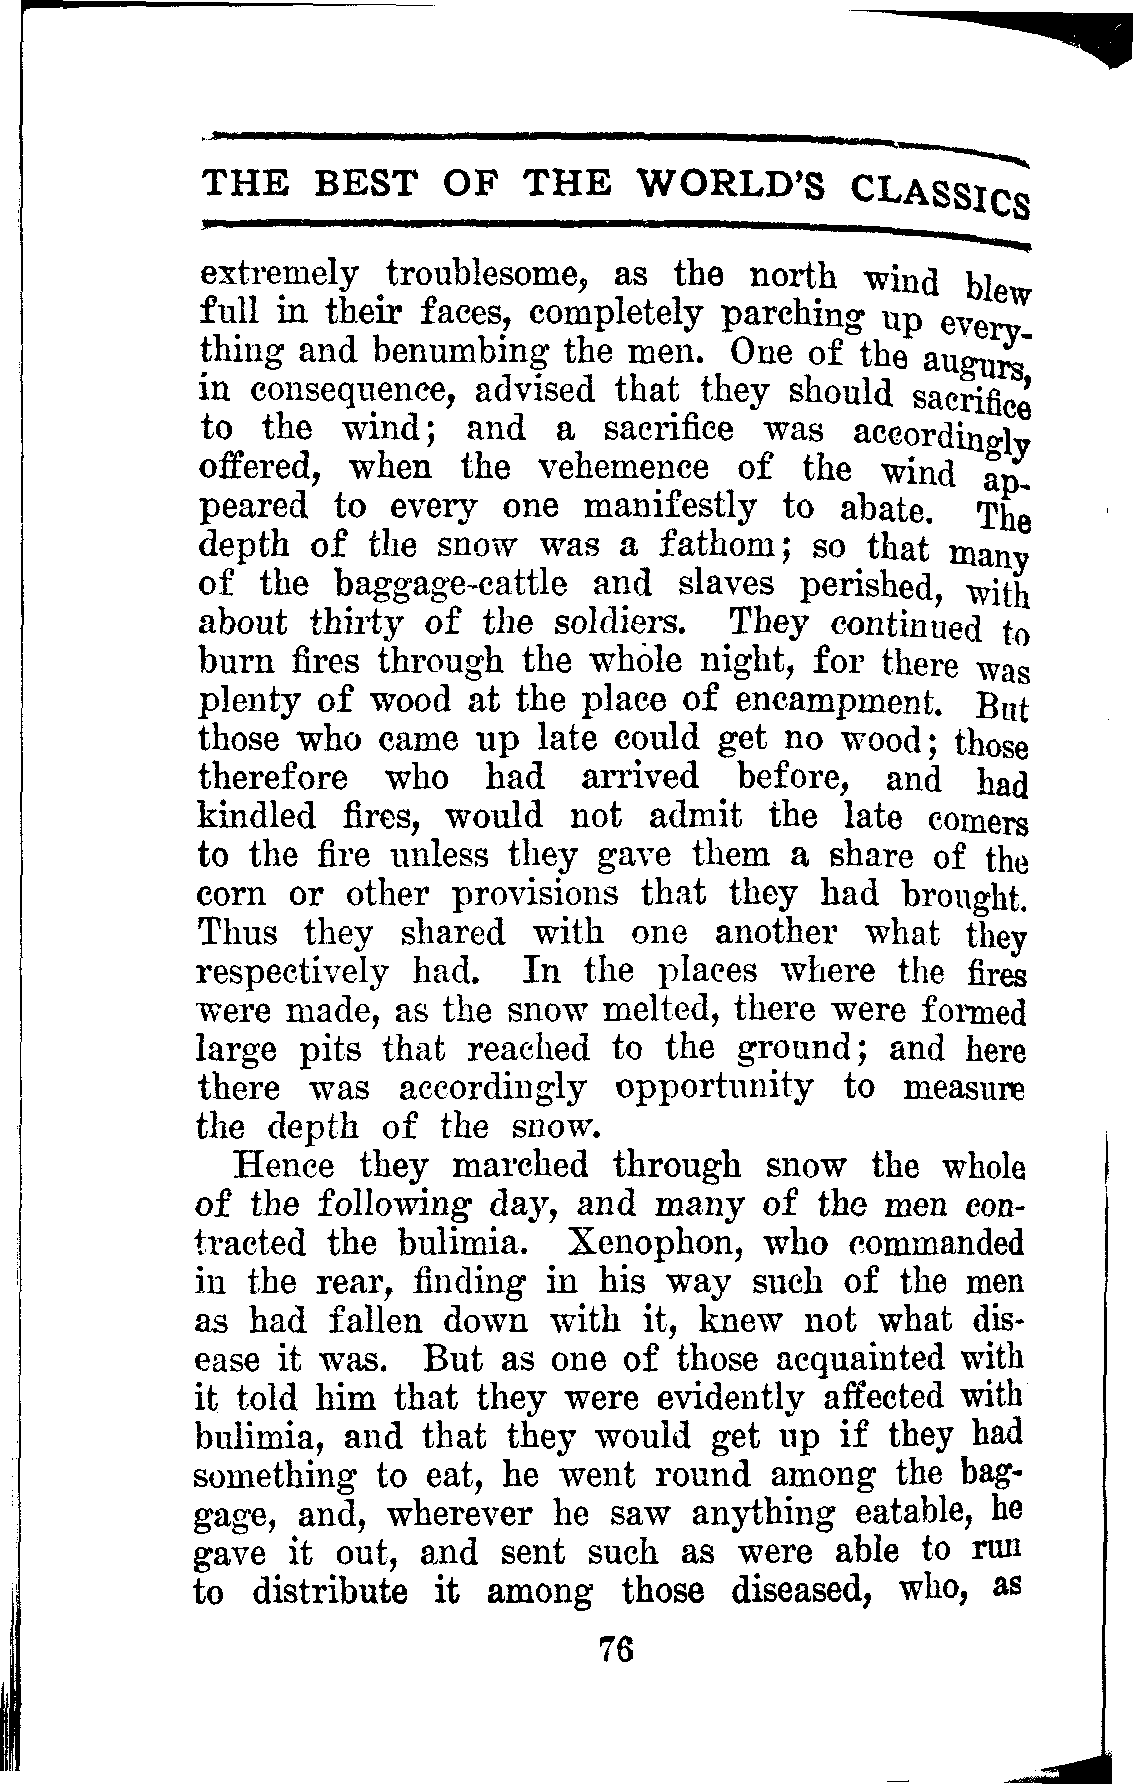 THE BEST OF THE WORLD'S CLASSICS
extremely troublesome, as the north wind blew
full in their faces, completely parching up every-
thing and benumbing the men. One of the augurs,
in consequence, advised that they should sacrifice
to the wind; and a sacrifice was accordingly
offered, when the vehemence of the wind ap-
peared to every one manifestly to abate. The
depth of the snow was a fathom; so that many
of the baggage-cattle and slaves perished, with
about thirty of the soldiers. They continued to
burn fires through the whole night, for there was
plenty of wood at the place of encampment. But
those who came up late could get no wood; those
therefore who had arrived before, and had
kindled fires, would not admit the late comers
to the fire unless they gave them a share of the
corn or other provisions that they had brought.
Thus they shared with one another what they
respectively had. In the places where the fires
were made, as the snow melted, there were formed
large pits that reached to the ground; and here
there was accordingly opportunity to measure
the depth of the snow.
Hence they marched through snow the whole
of the following day, and many of the men con-
tracted the bulimia. Xenophon, who commanded
in the rear, finding in his way such of the men
as had fallen down with it, knew not what dis-
ease it was. But as one of those acquainted with
it told him that they were evidently affected with
bulimia, and that they would get up if they had
something to eat, he went round among the bag-
gage, and, wherever he saw anything eatable, he
gave it out, and sent such as were able to run
to distribute it among those diseased, who, as
76